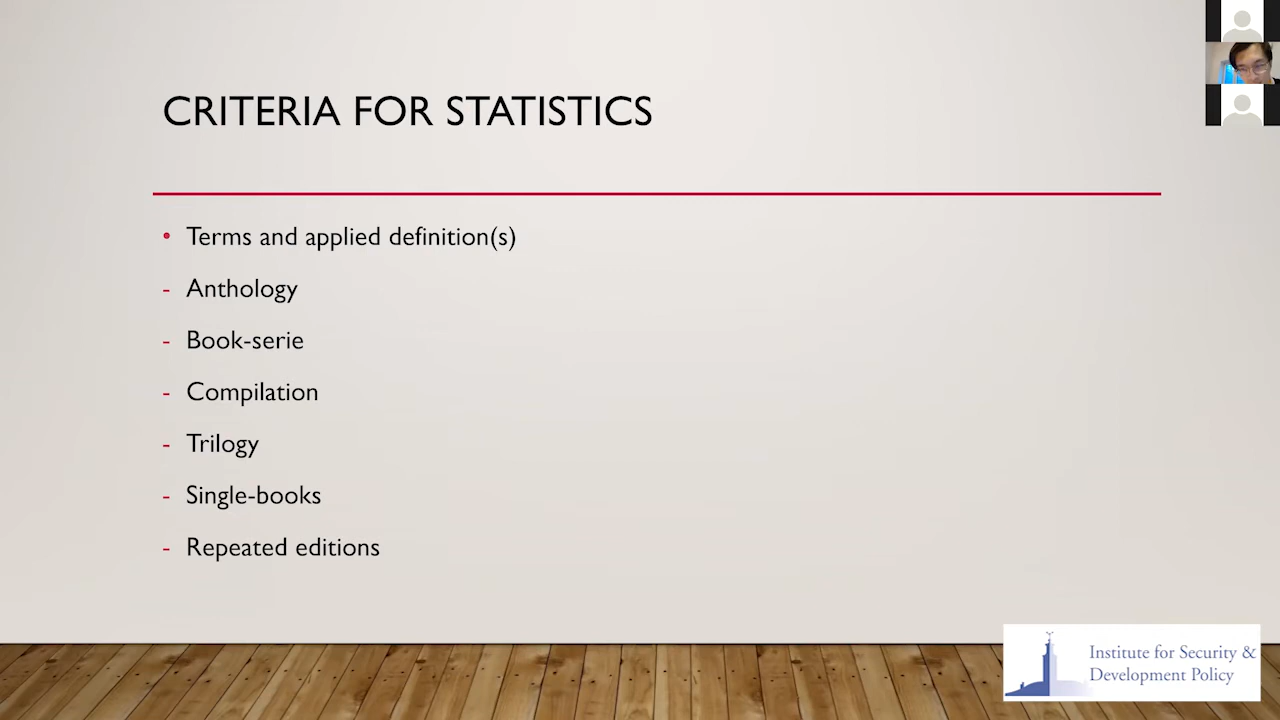 CRITERIA FOR STATISTICS
• Terms and applied definition(s)
- Anthology
- Book-serie
- Compilation
- Trilogy
- Single-books
- Repeated editions
Institute for Security &
Development Policy